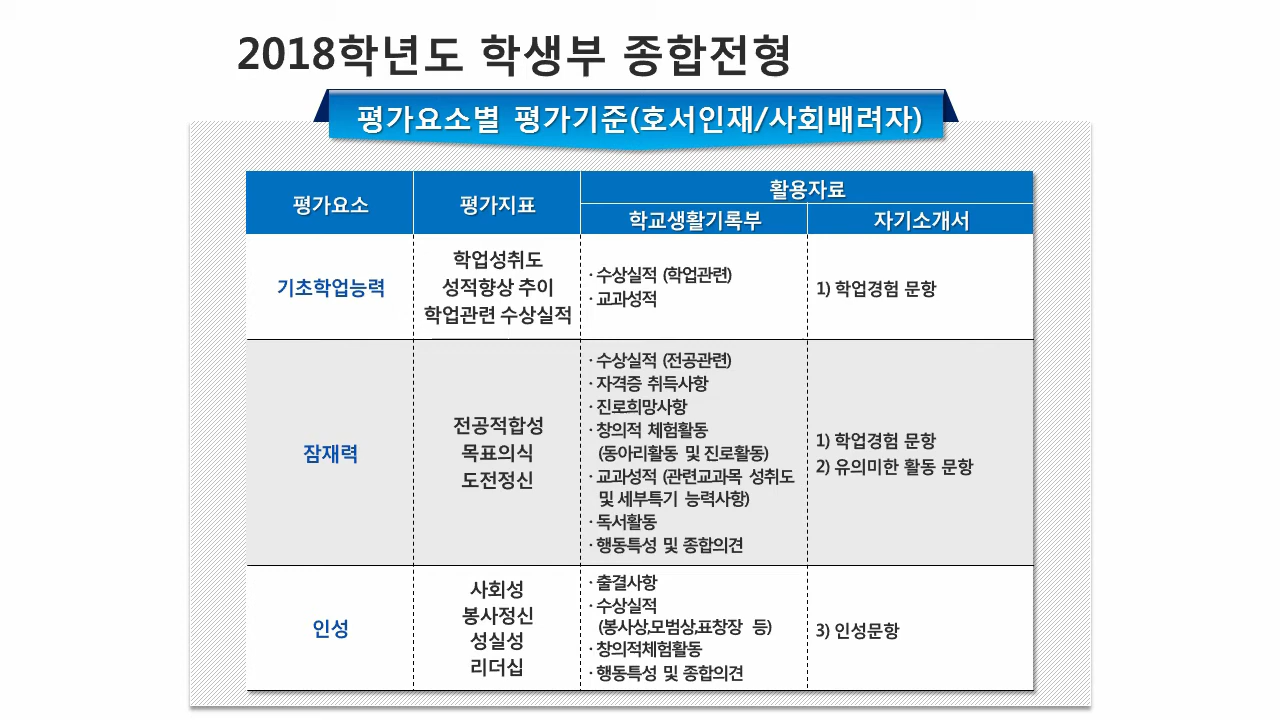 2018학년도 학생부 종합전형
평가요소별 평가기준(호서인재/사회배려자)
평가요소
평가지표
활용자료
학교생활기록부
자기소개서
기초학업능력
학업성취도
성적향상 추이
학업관련 수상실적
· 수상실적 (학업관련)
· 교과성적
1) 학업경험 문항
잠재력
전공적합성
목표의식
도전정신
· 수상실적 (전공관련)
· 자격증 취득사항
· 진로희망사항
· 창의적 체험활동
(동아리활동 및 진로활동)
· 교과성적 (관련교과목 성취도
및 세부특기 능력사항)
· 독서활동
· 행동특성 및 종합의견
1) 학업경험 문항
2) 유의미한 활동 문항
인성
사회성
봉사정신
성실성
리더십
· 출결사항
· 수상실적
(봉사상,모범상,표창장 등)
· 창의적체험활동
· 행동특성 및 종합의견
3) 인성문항